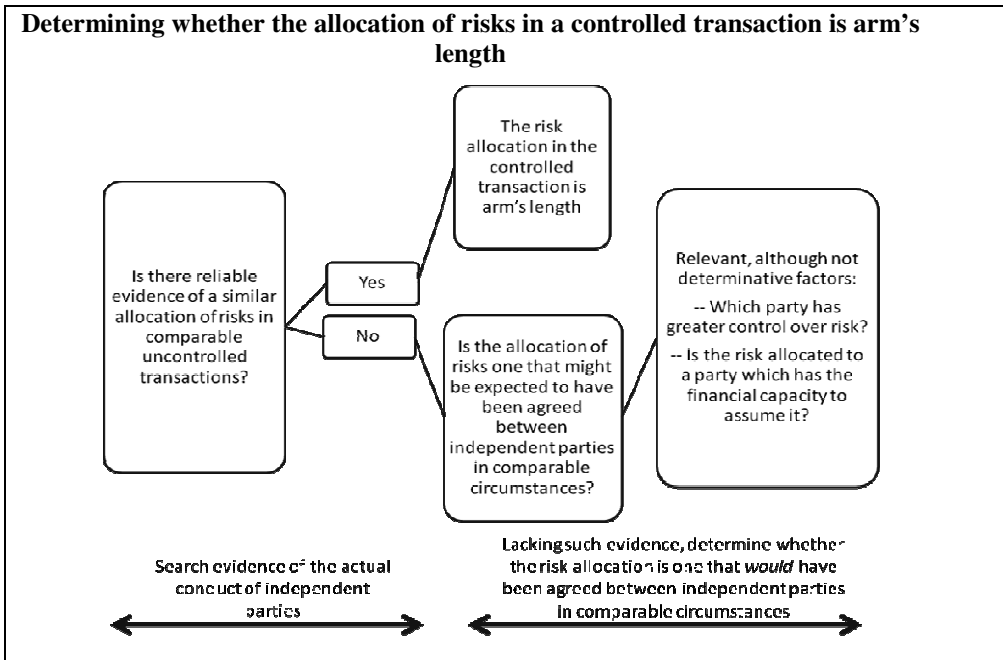 Determining whether the allocation of risks in a controlled transaction is arm's
length
The risk
allocation in the
controlled
transaction is
arm's length
Is there reliable
evidence of a similar
allocation of risks in
comparable
uncontrolled
transactions?
Yes
No
Is the allocation of
risks one that might
be expected to have
been agreed
between
independent parties
in comparable
circumstances?
Relevant, although not
determinative factors:
-- Which party has
greater control over risk?
-- Is the risk allocated to
a party which has the
financial capacity to
assume it?
Search evidence of the actual
conduct of independent
parties
Lacking such evidence, determine whether
the risk allocation is one that would have
been agreed between independent parties
in comparable circumstances